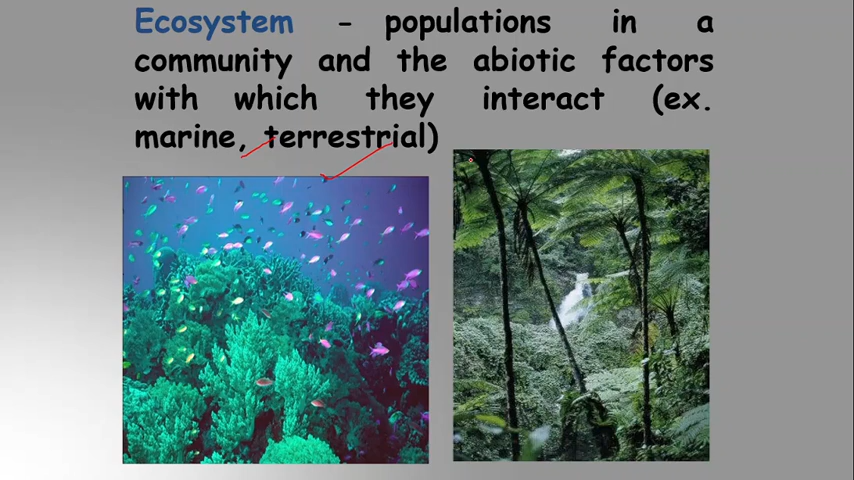 Ecosystem - populations in a
community and the abiotic factors
with which they interact (ex.
marine, terrestrial)